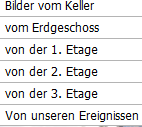 Bilder vom Keller
vom Erdgeschoss
von der 1. Etage
von der 2. Etage
von der 3. Etage
Von unseren Ereignissen